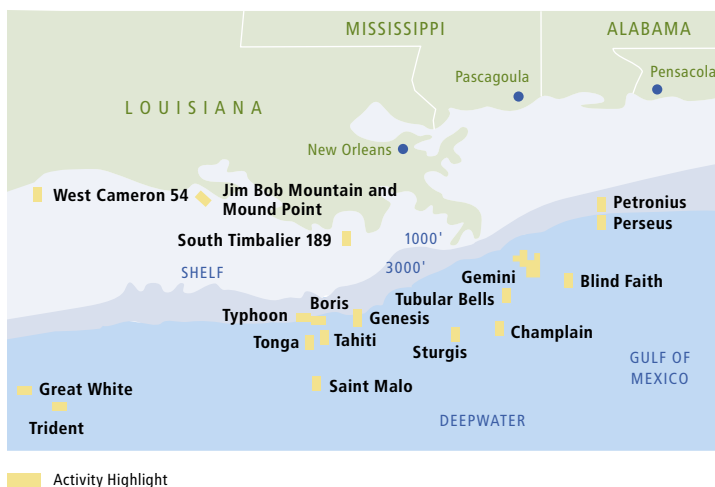 MISSISSIPPI
ALABAMA
Pascagoula
Pensacola
LOUISIANA
New Orleans
West Cameron 54
Jim Bob Mountain and
Mound Point
Petronius
Perseus
South Timbalier 189
1000'
3000'
SHELF
Gemini
Blind Faith
Tubular Bells
Boris
Typhoon
Genesis
Champlain
Tonga
Tahiti
Sturgis
GULF OF
MEXICO
Great White
Saint Malo
Trident
DEEPWATER
Activity Highlight